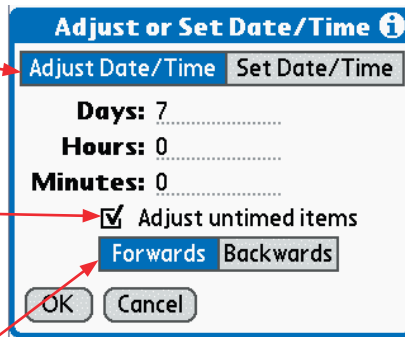 Adjust or Set Date/Time i
Adjust Date/Time Set Date/Time
Days: 7
Hours: 0
Minutes: 0
Adjust untimed items
Forwards Backwards
OK Cancel